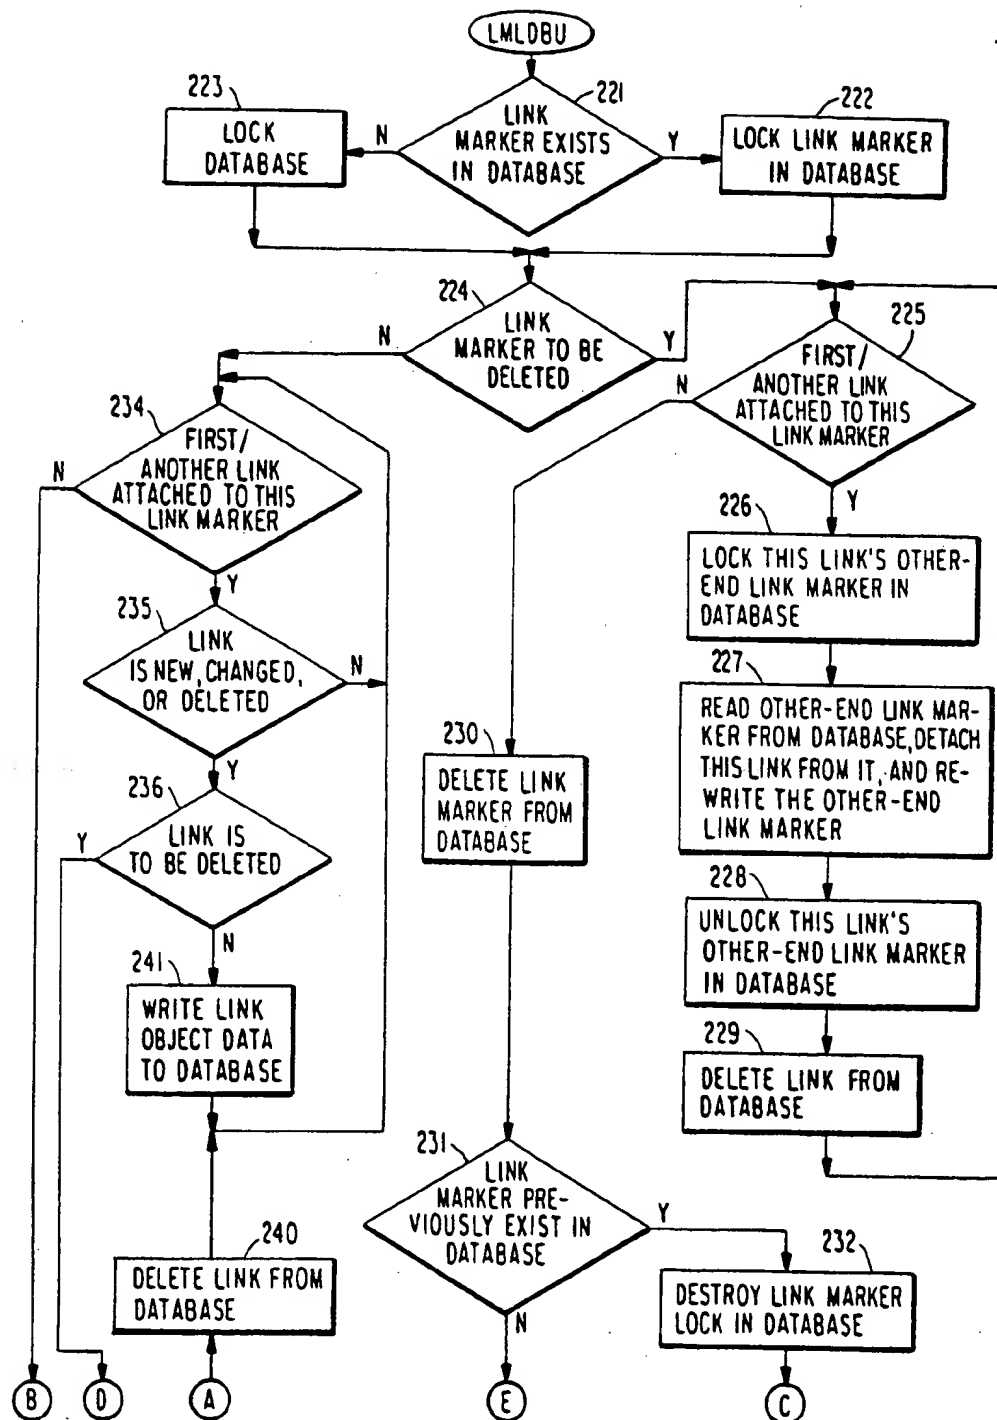 LMLDBU
223
221
222
LOCK
DATABASE
N
LINK
MARKER EXISTS
IN DATABASE
Y
LOCK LINK MARKER
IN DATABASE
224
N
LINK
MARKER TO BE
DELETED
Y
225
FIRST/
ANOTHER LINK
ATTACHED TO THIS
LINK MARKER
N
Y
234
FIRST/
ANOTHER LINK
ATTACHED TO THIS
LINK MARKER
N
Y
226
LOCK THIS LINK'S OTHER-
END LINK MARKER IN
DATABASE
235
LINK
IS NEW, CHANGED,
OR DELETED
N
Y
227
READ OTHER-END LINK MAR-
KER FROM DATABASE, DETACH
THIS LINK FROM IT, AND RE-
WRITE THE OTHER-END
LINK MARKER
230
DELETE LINK
MARKER FROM
DATABASE
236
Y
LINK IS
TO BE DELETED
N
228
UNLOCK THIS LINK'S
OTHER-END LINK MARKER
IN DATABASE
241
WRITE LINK
OBJECT DATA
TO DATABASE
229
DELETE LINK FROM
DATABASE
231
LINK
MARKER PRE-
VIOUSLY EXIST IN
DATABASE
Y
N
240
DELETE LINK FROM
DATABASE
232
DESTROY LINK MARKER
LOCK IN DATABASE
B
D
A
E
C